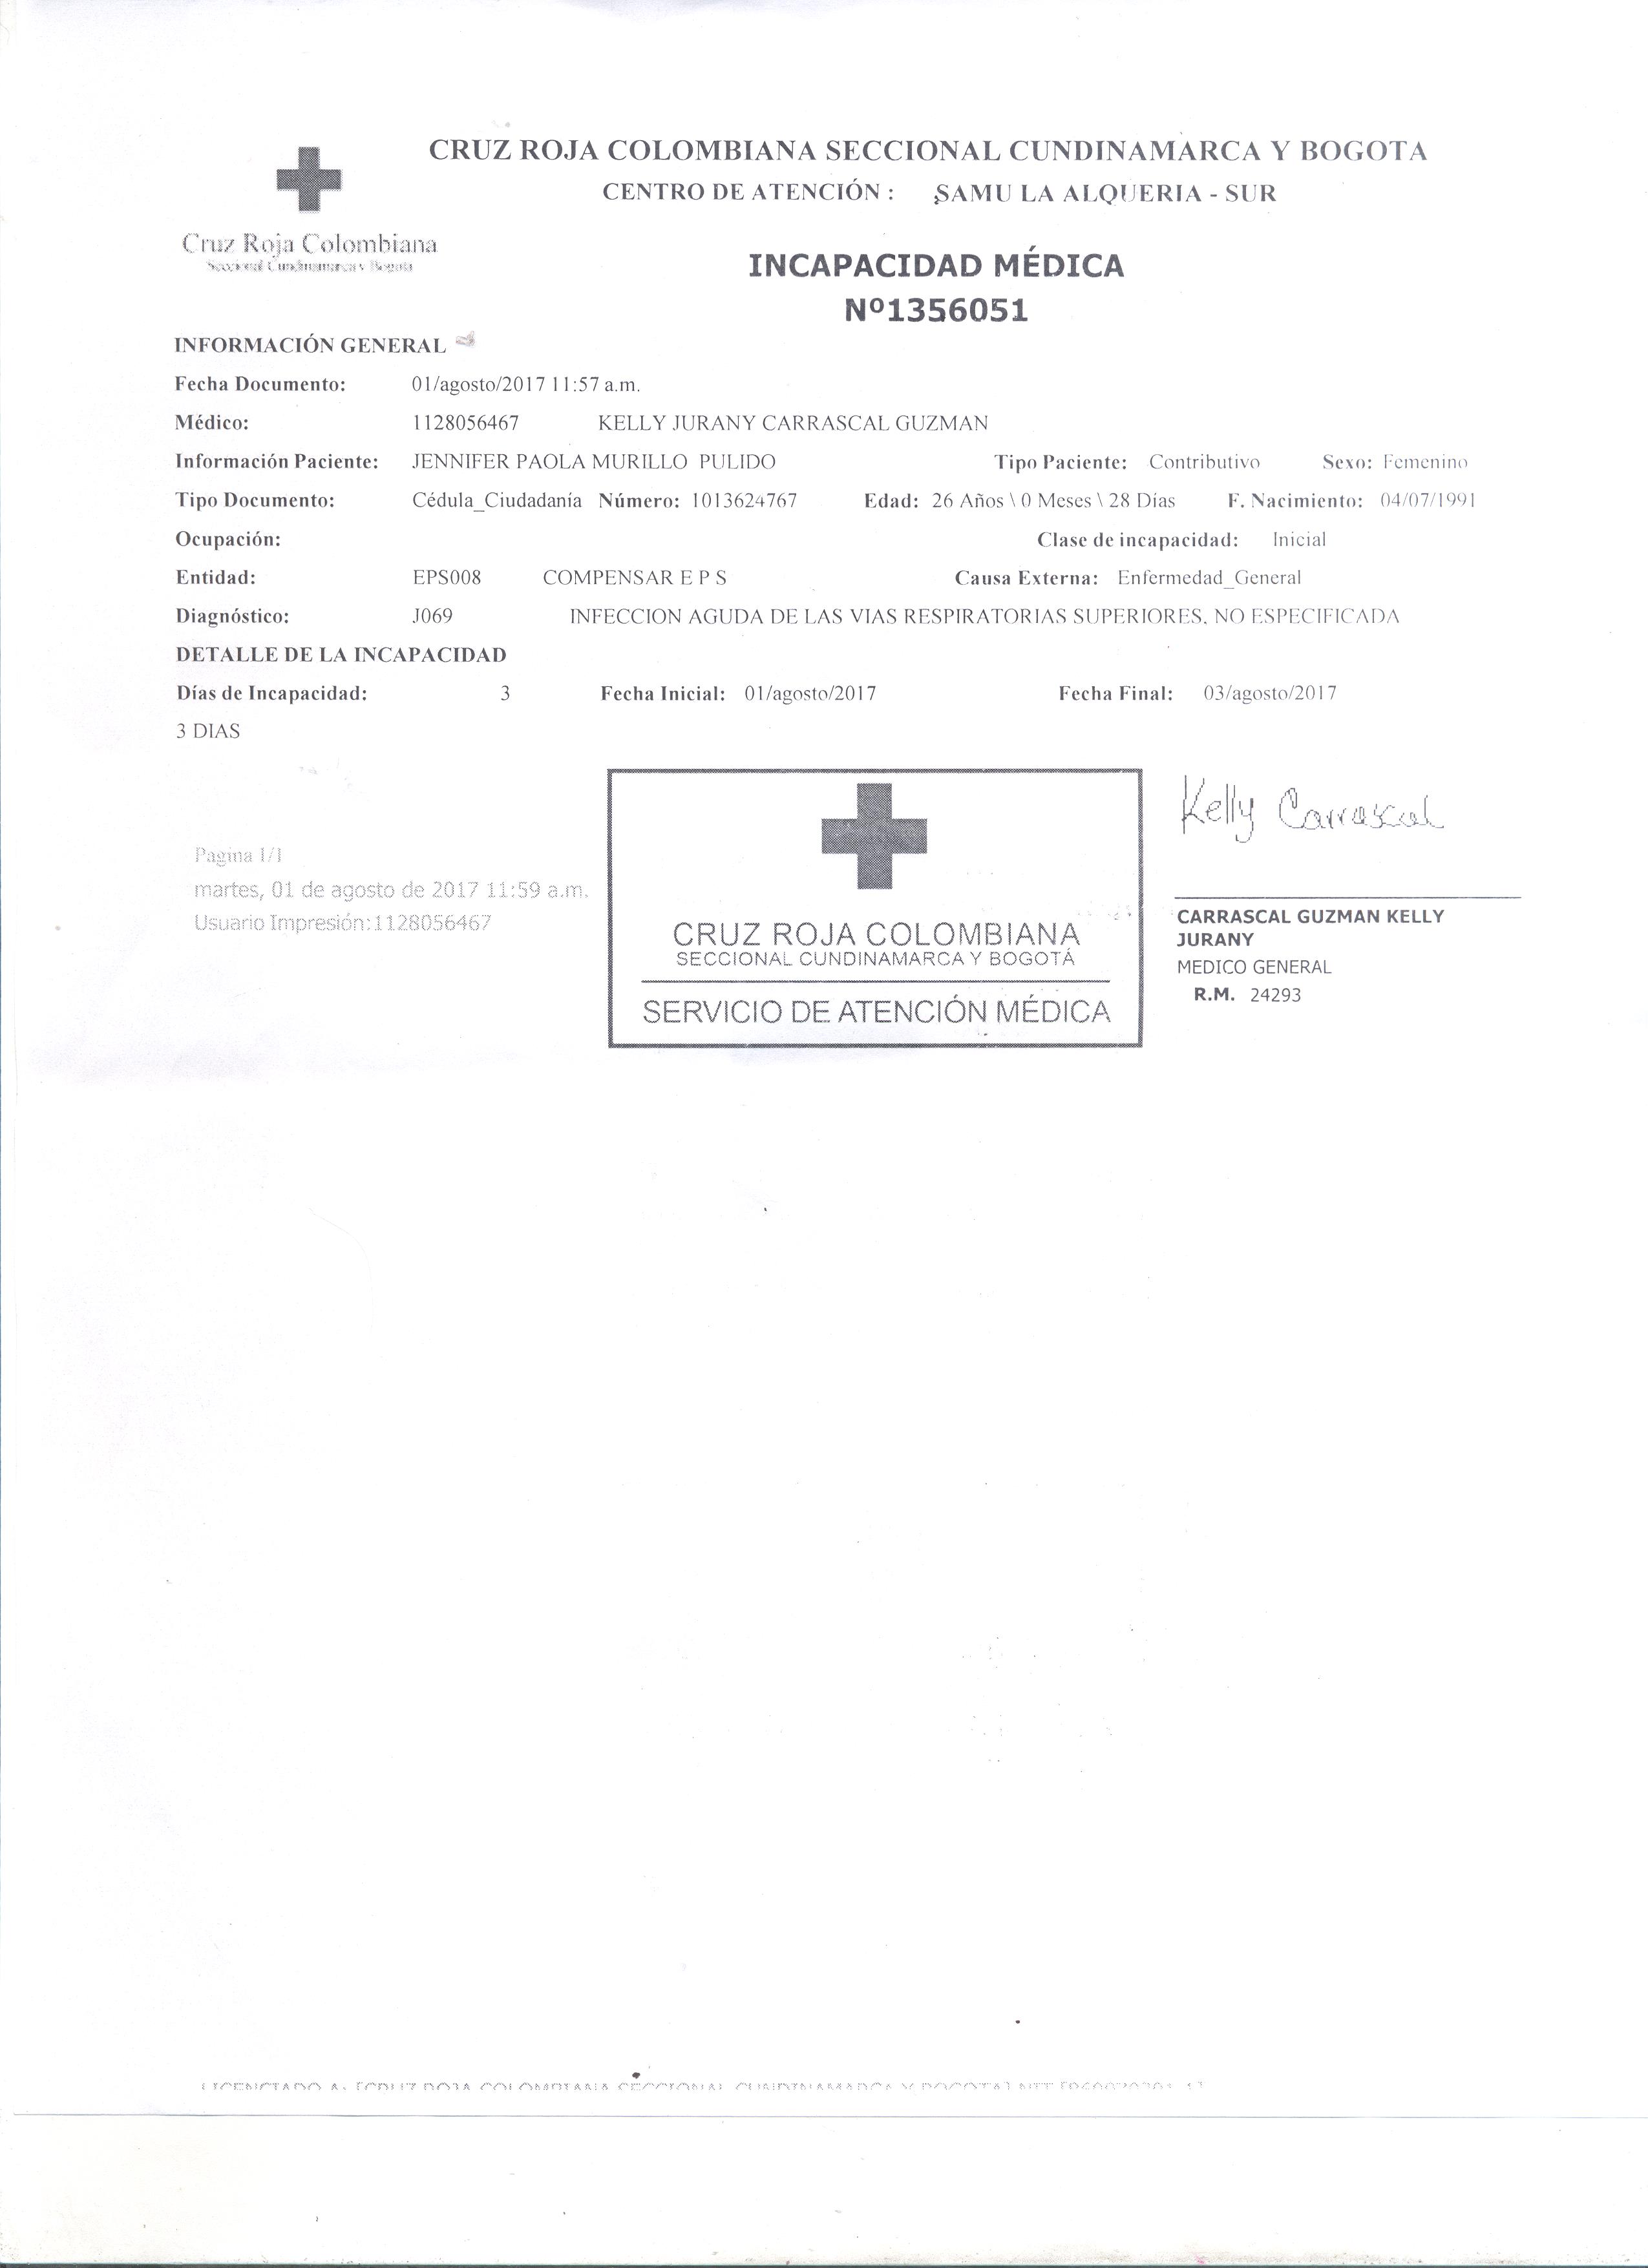 CRUZ ROJA COLOMBIANA SECCIONAL CUNDINAMARCA Y BOGOTA
CENTRO DE ATENCIÓN : SAMU LA ALQUERIA - SUR
Cruz Roja Colombiana
Seccional Cundinamarca y Bogotá
INCAPACIDAD MÉDICA
Nº1356051
INFORMACIÓN GENERAL
Fecha Documento: 01/agosto/2017 11:57 a.m.
Médico: 1128056467 KELLY JURANY CARRASCAL GUZMAN
Información Paciente: JENNIFER PAOLA MURILLO PULIDO Tipo Paciente: Contributivo Sexo: Femenino
Tipo Documento: Cédula_Ciudadanía Número: 1013624767 Edad: 26 Años \ 0 Meses \ 28 Días F. Nacimiento: 04/07/1991
Ocupación: Clase de incapacidad: Inicial
Entidad: EPS008 COMPENSAR E P S Causa Externa: Enfermedad_General
Diagnóstico: J069 INFECCION AGUDA DE LAS VIAS RESPIRATORIAS SUPERIORES, NO ESPECIFICADA
DETALLE DE LA INCAPACIDAD
Días de Incapacidad: 3 Fecha Inicial: 01/agosto/2017 Fecha Final: 03/agosto/2017
3 DIAS
Pagina 1/1
martes, 01 de agosto de 2017 11:59 a.m.
Usuario Impresión:1128056467
CRUZ ROJA COLOMBIANA
SECCIONAL CUNDINAMARCA Y BOGOTÁ
SERVICIO DE ATENCIÓN MÉDICA
Kelly Carrascal
CARRASCAL GUZMAN KELLY
JURANY
MEDICO GENERAL
R.M. 24293
LICENCIADO A: [CRUZ ROJA COLOMBIANA SECCIONAL CUNDINAMARCA Y BOGOTA] NIT